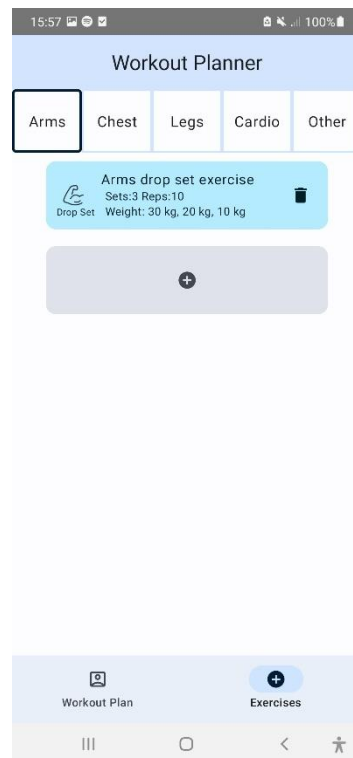 15:57 100%
Workout Planner
Arms Chest Legs Cardio Other
Arms drop set exercise
Sets:3 Reps:10
Drop Set Weight: 30 kg, 20 kg, 10 kg
Workout Plan Exercises